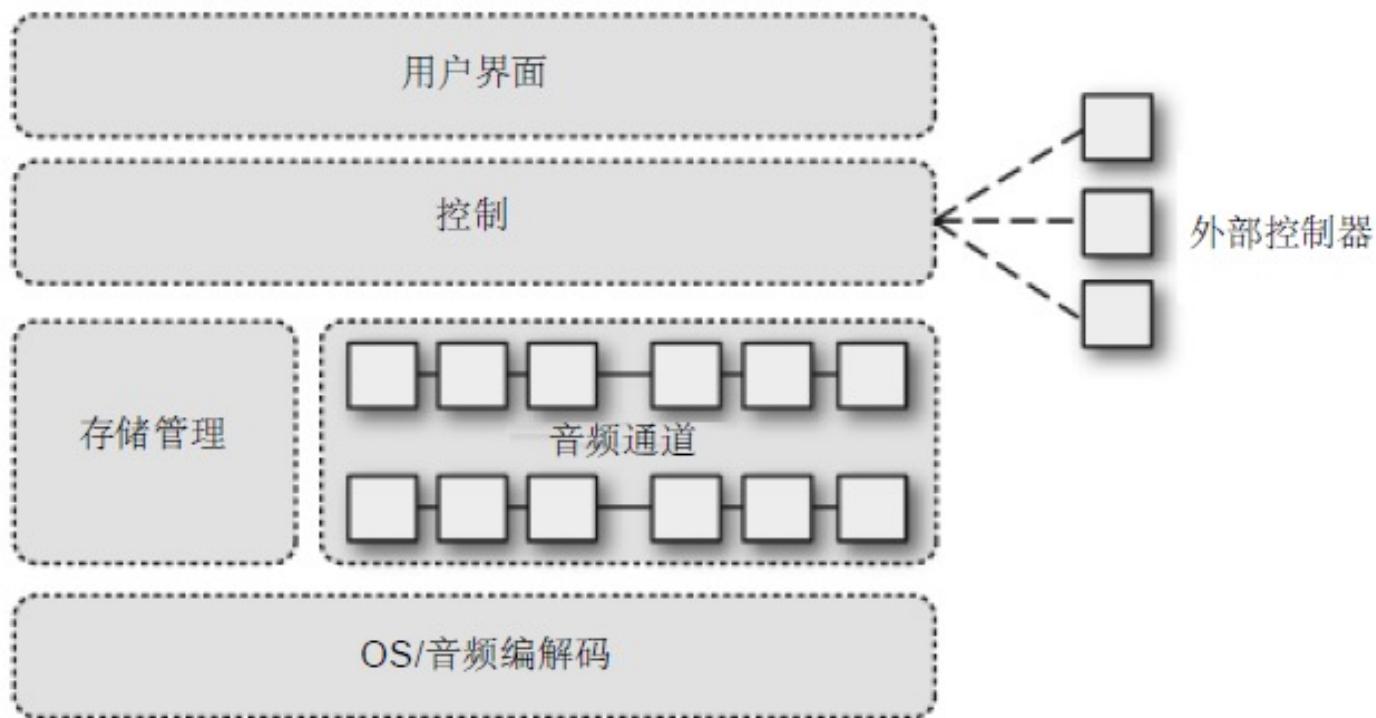 用户界面
控制
外部控制器
存储管理
音频通道
OS/音频编解码